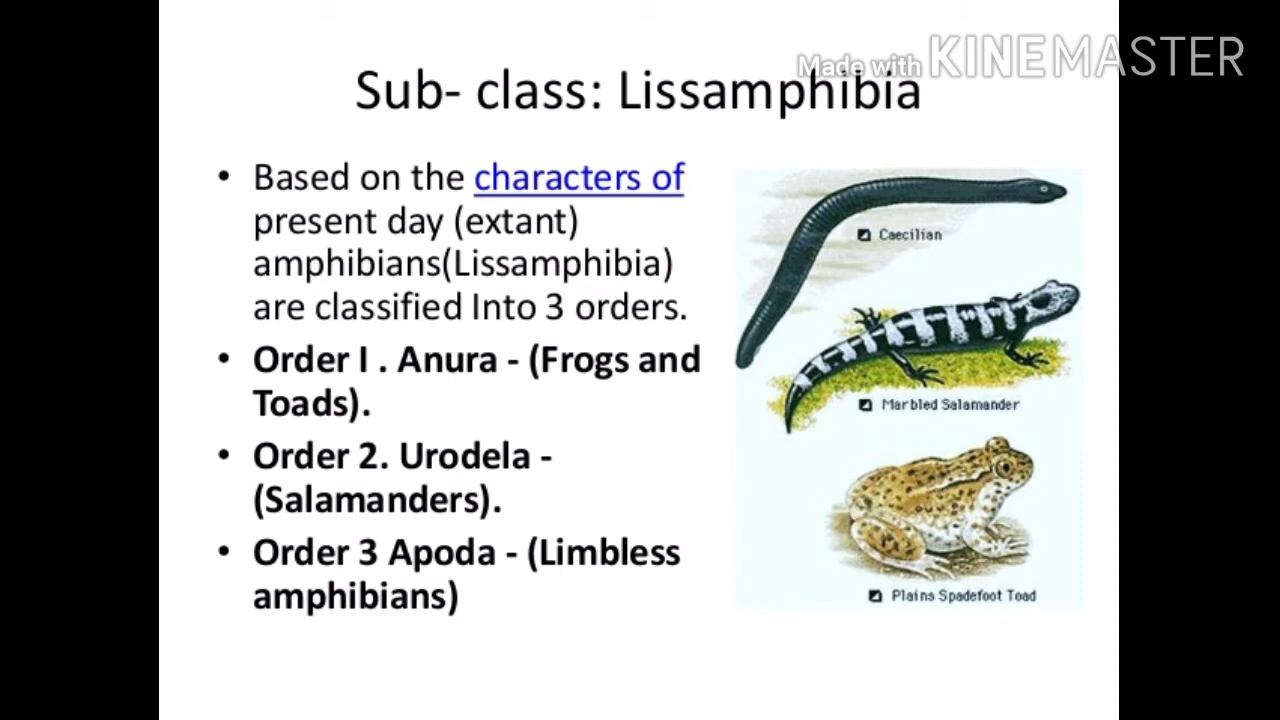 Made with KINEMASTER
Sub- class: Lissamphibia
• Based on the characters of
present day (extant)
amphibians(Lissamphibia)
are classified Into 3 orders.
• Order I . Anura - (Frogs and
Toads).
• Order 2. Urodela -
(Salamanders).
• Order 3 Apoda - (Limbless
amphibians)
Caecilian
Marbled Salamander
Plains Spadefoot Toad